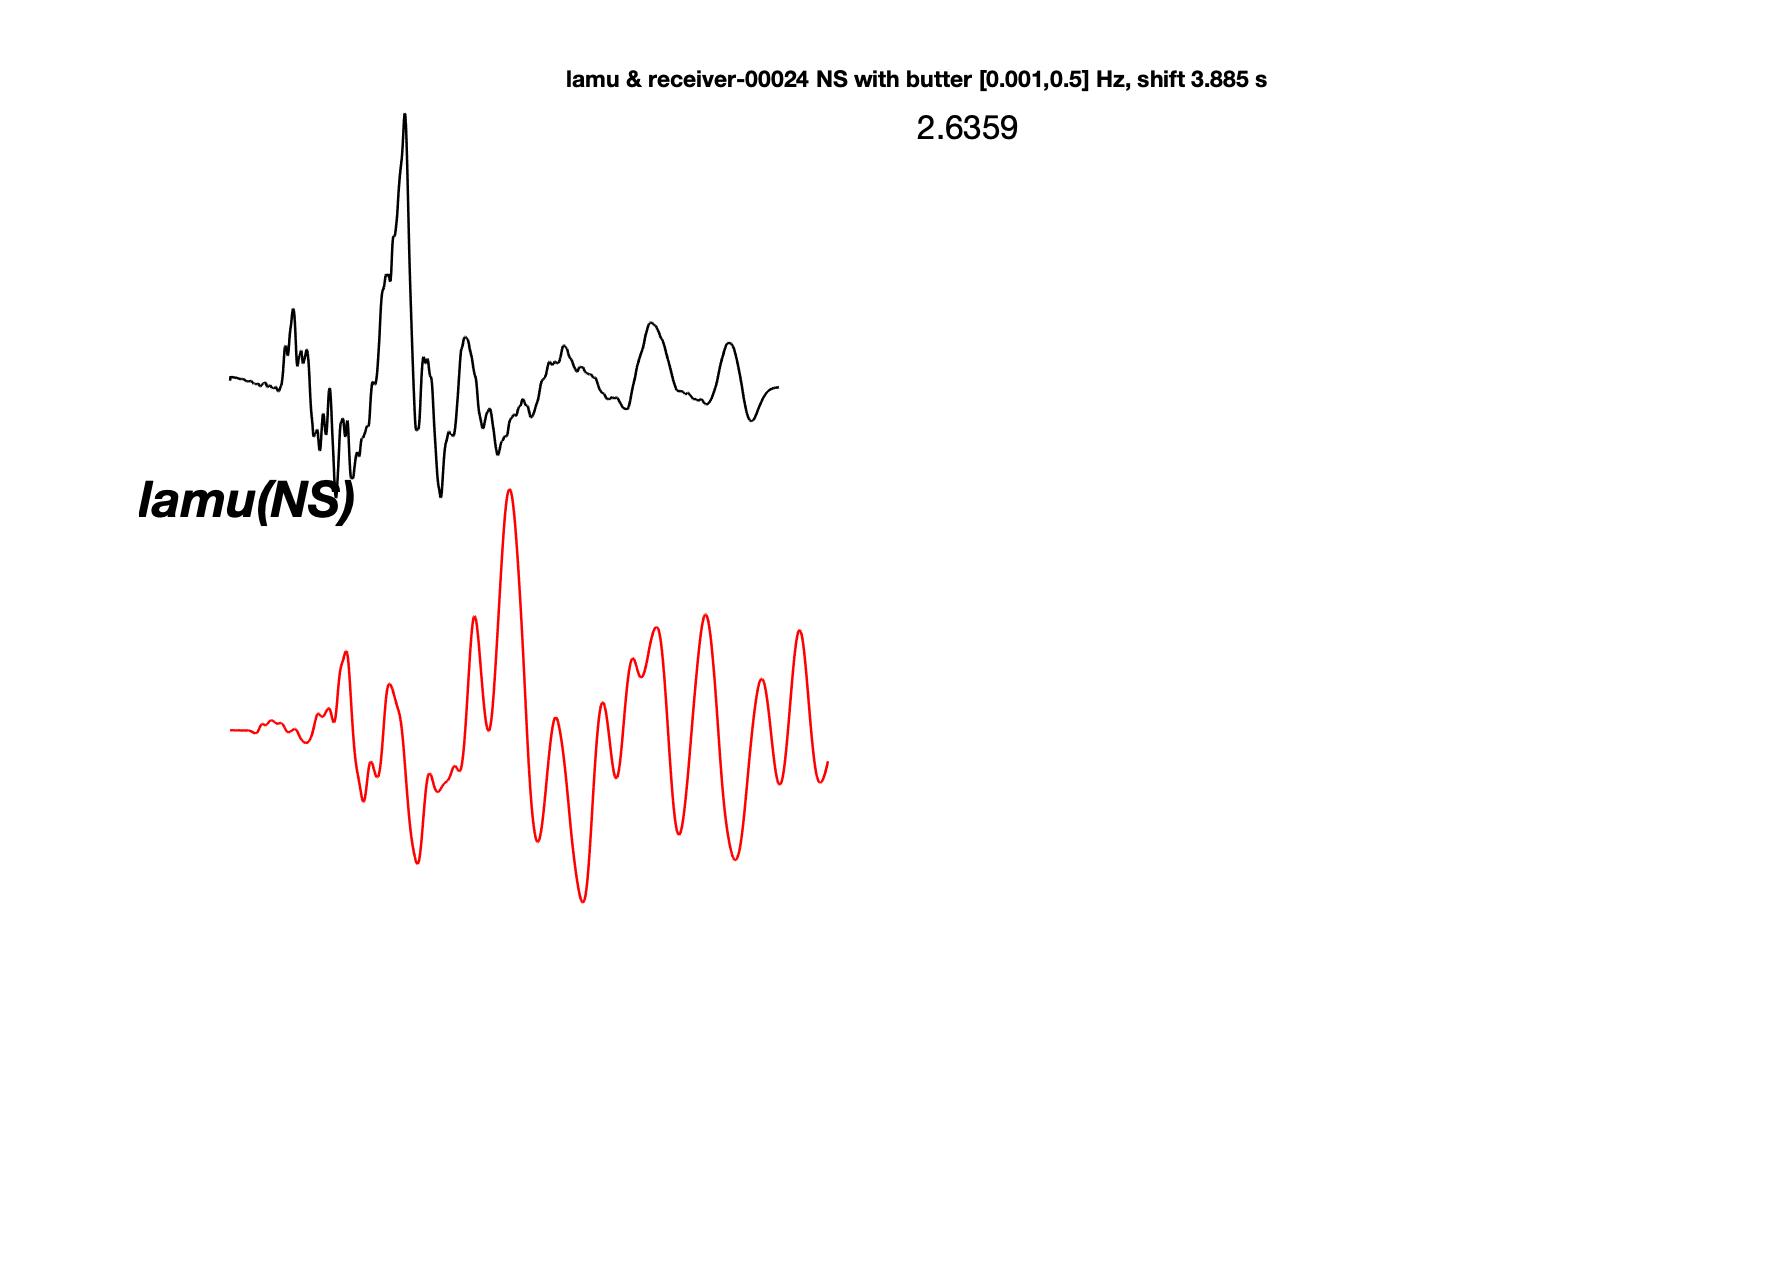 lamu & receiver-00024 NS with butter [0.001,0.5] Hz, shift 3.885 s
2.6359
lamu(NS)